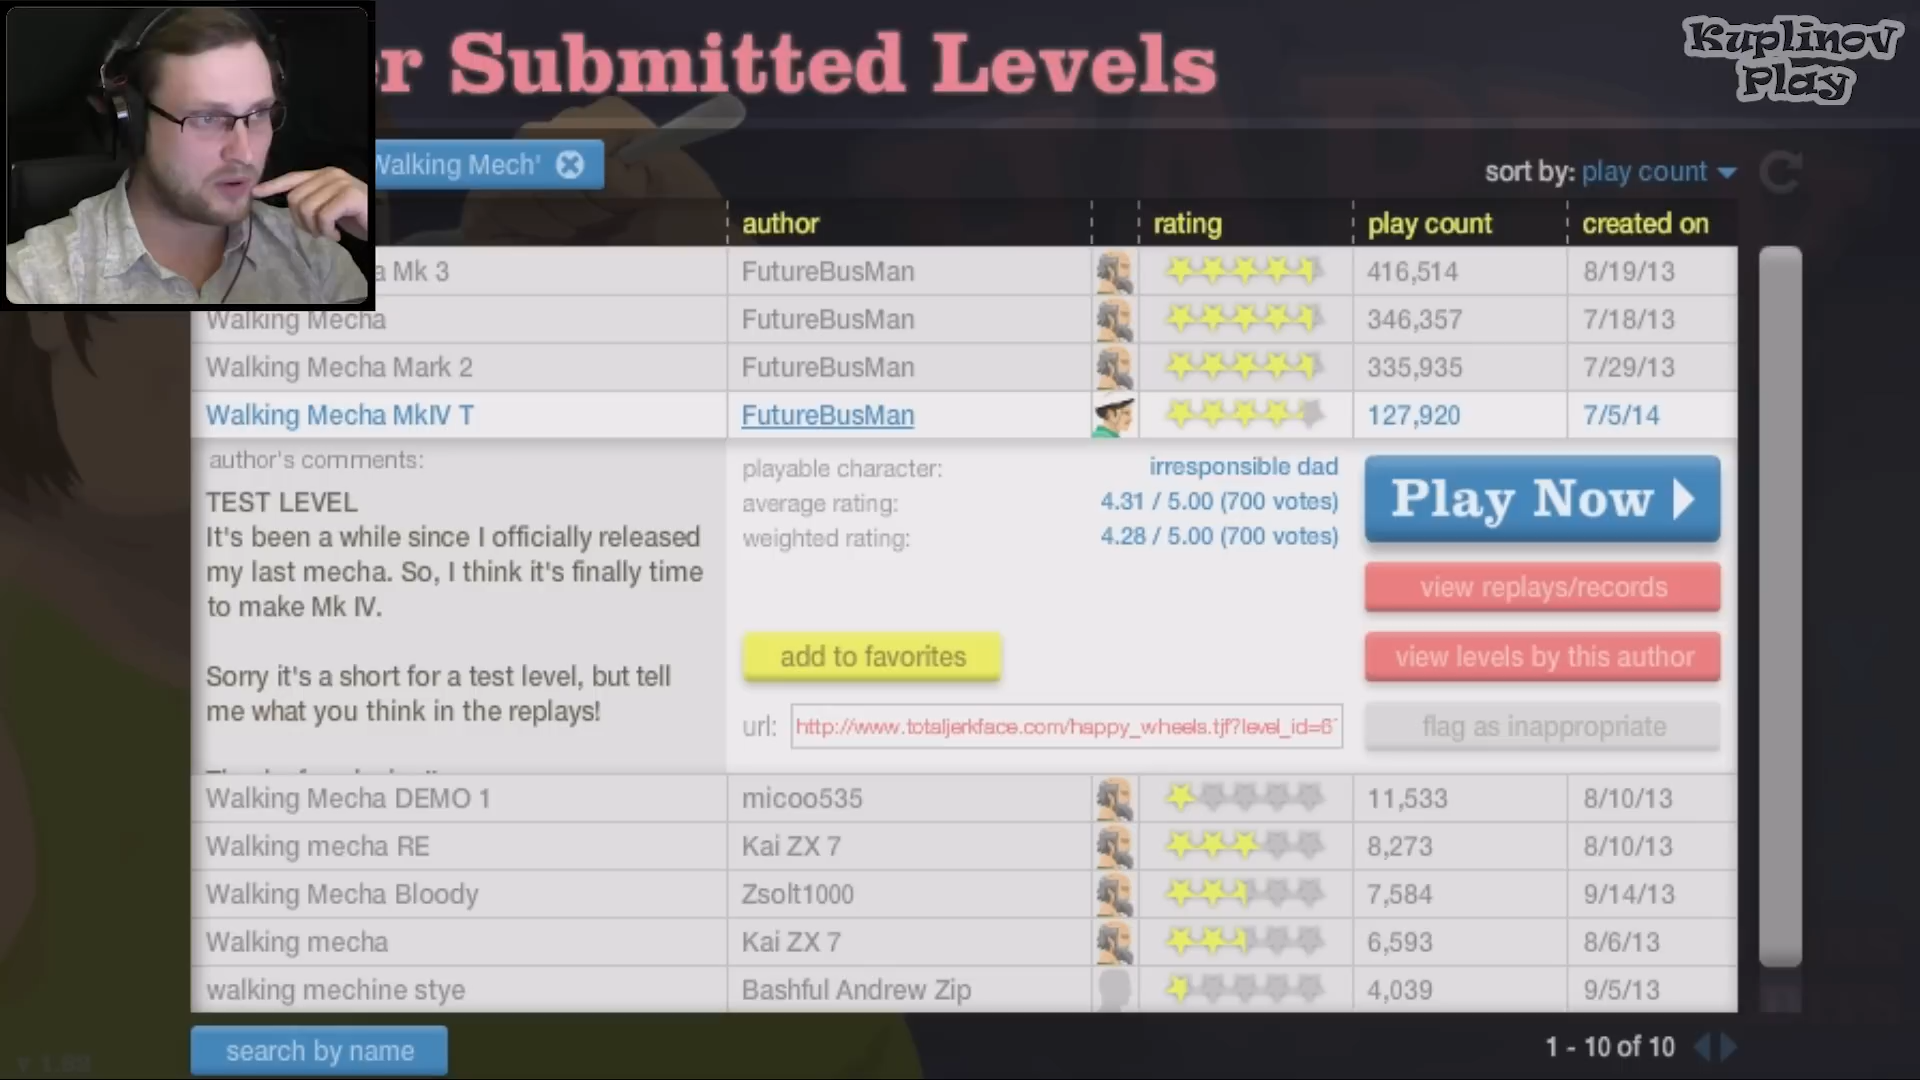 Kuplinov
Play
r Submitted Levels
Walking Mech'
sort by: play count
author rating play count created on
a Mk 3 FutureBusMan 416,514 8/19/13
Walking Mecha FutureBusMan 346,357 7/18/13
Walking Mecha Mark 2 FutureBusMan 335,935 7/29/13
Walking Mecha MkIV T FutureBusMan 127,920 7/5/14
author's comments:
TEST LEVEL
It's been a while since I officially released
my last mecha. So, I think it's finally time
to make Mk IV.
Sorry it's a short for a test level, but tell
me what you think in the replays!
playable character: irresponsible dad
average rating: 4.31 / 5.00 (700 votes)
weighted rating: 4.28 / 5.00 (700 votes)
add to favorites
url: http://www.totaljerkface.com/happy_wheels.tjf?level_id=6
Play Now
view replays/records
view levels by this author
flag as inappropriate
Walking Mecha DEMO 1 micoo535 11,533 8/10/13
Walking mecha RE Kai ZX 7 8,273 8/10/13
Walking Mecha Bloody Zsolt1000 7,584 9/14/13
Walking mecha Kai ZX 7 6,593 8/6/13
walking mechine stye Bashful Andrew Zip 4,039 9/5/13
search by name
1 - 10 of 10